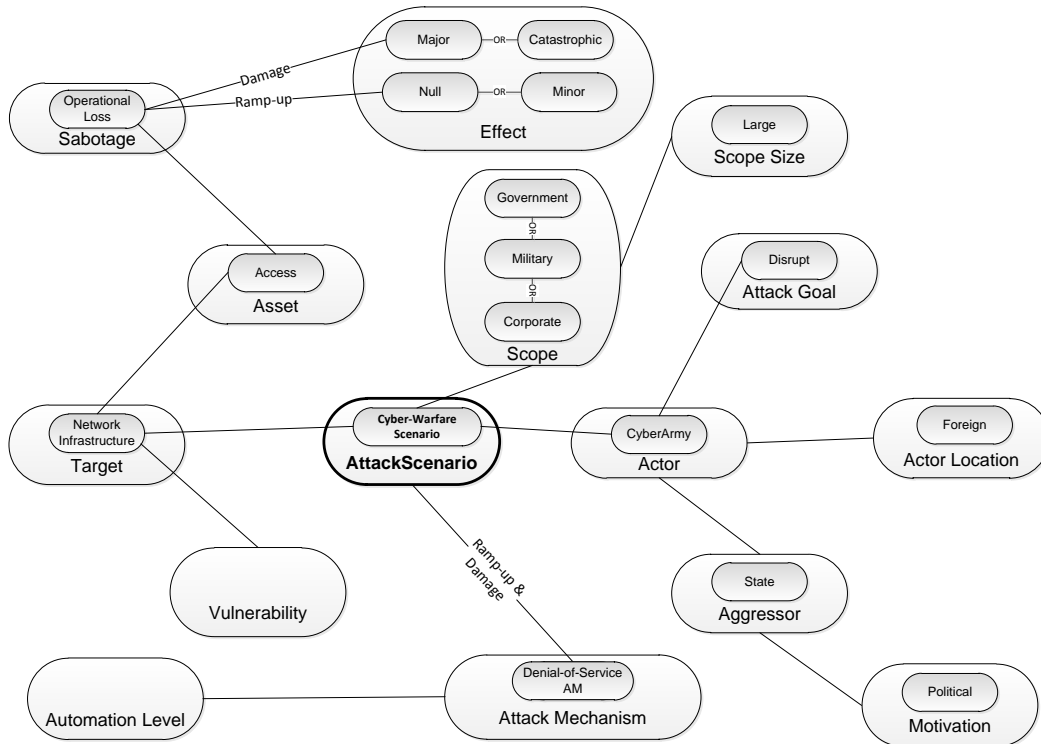 Major
OR
Catastrophic
Damage
Null
OR
Minor
Ramp-up
Effect
Operational
Loss
Sabotage
Large
Scope Size
Government
OR
Military
OR
Corporate
Scope
Disrupt
Attack Goal
Access
Asset
Network
Infrastructure
Target
Cyber-Warfare
Scenario
AttackScenario
CyberArmy
Actor
Foreign
Actor Location
Ramp-up &
Damage
Vulnerability
State
Aggressor
Denial-of-Service
AM
Attack Mechanism
Automation Level
Political
Motivation